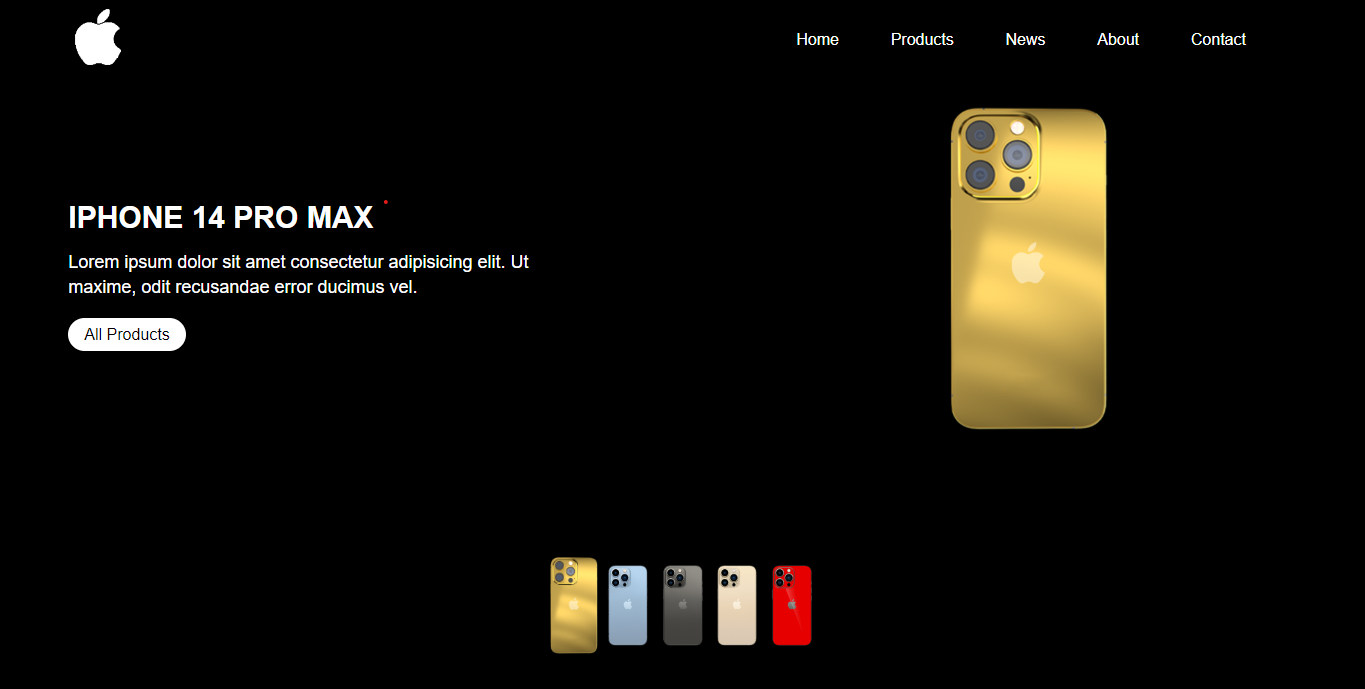 Home Products News About Contact
IPHONE 14 PRO MAX
Lorem ipsum dolor sit amet consectetur adipisicing elit. Ut
maxime, odit recusandae error ducimus vel.
All Products